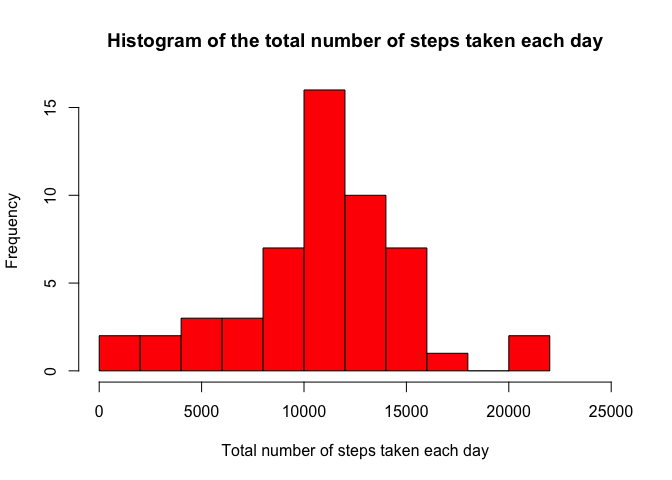 Histogram of the total number of steps taken each day
Frequency
15
10
5
0
0 5000 10000 15000 20000 25000
Total number of steps taken each day